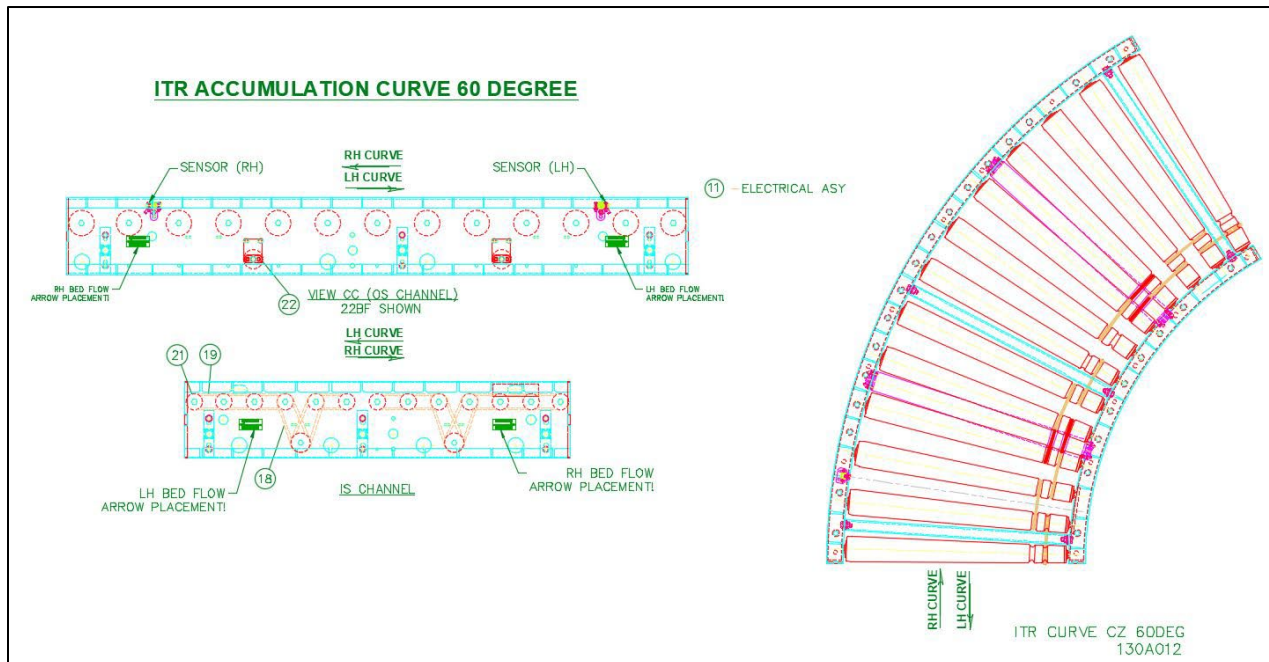 ITR ACCUMULATION CURVE 60 DEGREE
SENSOR (RH)
RH CURVE
LH CURVE
SENSOR (LH)
11
ELECTRICAL ASY
RH BED FLOW
ARROW PLACEMENT!
22
VIEW CC (OS CHANNEL)
22BF SHOWN
LH BED FLOW
ARROW PLACEMENT!
LH CURVE
RH CURVE
21
19
18
LH BED FLOW
ARROW PLACEMENT!
IS CHANNEL
RH BED FLOW
ARROW PLACEMENT!
RH CURVE
LH CURVE
ITR CURVE CZ 60DEG
130A012